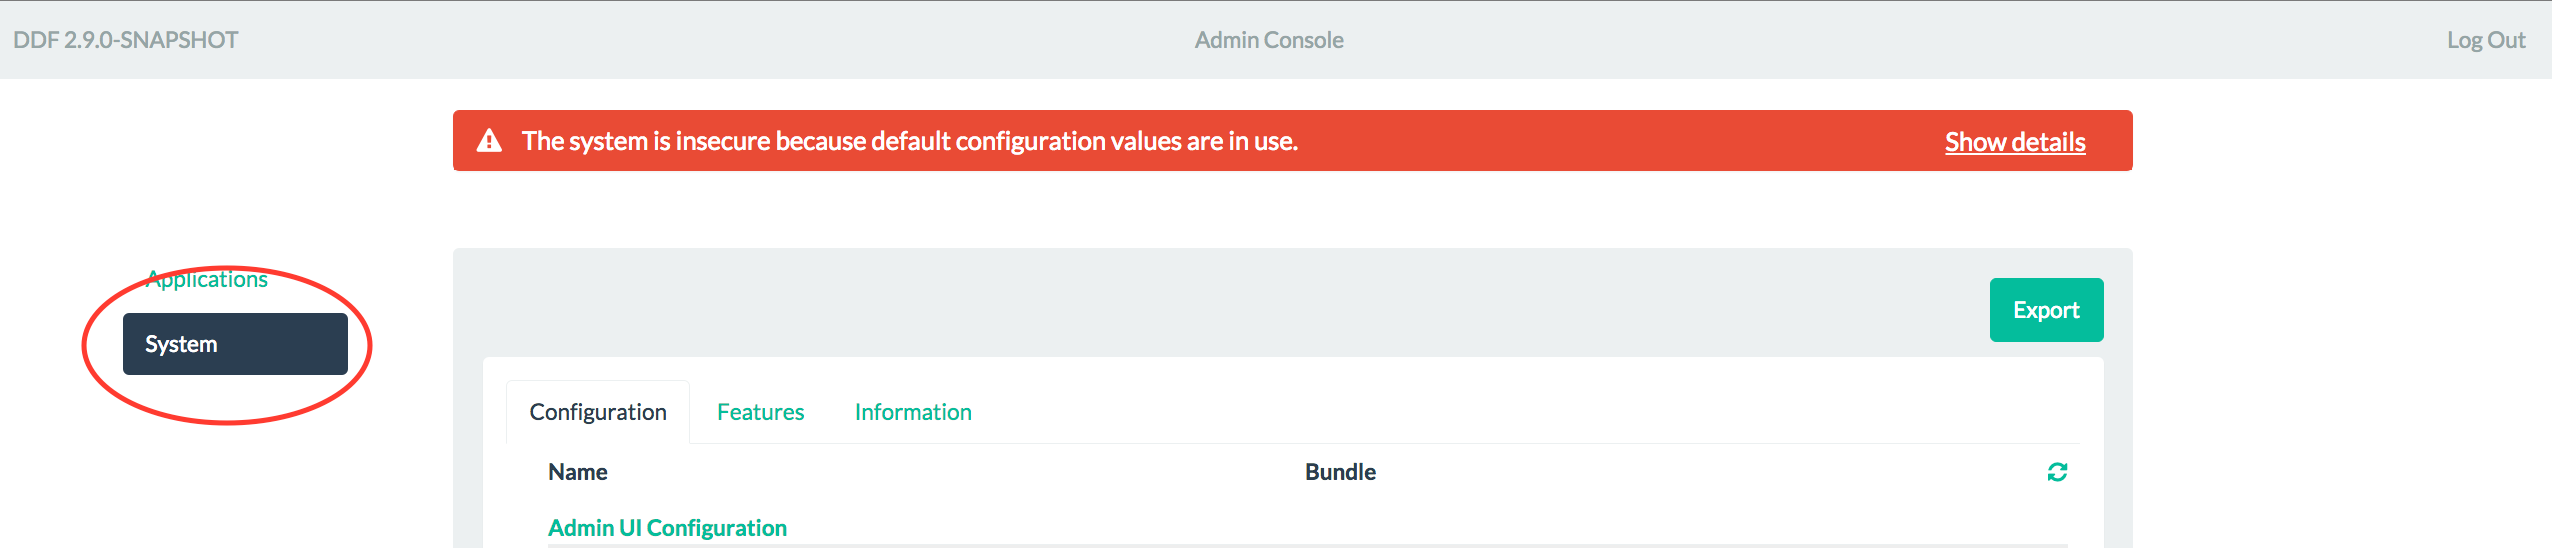 DDF 2.9.0-SNAPSHOT
Admin Console
Log Out
The system is insecure because default configuration values are in use.
Show details
Applications
System
Export
Configuration
Features
Information
Name
Bundle
Admin UI Configuration